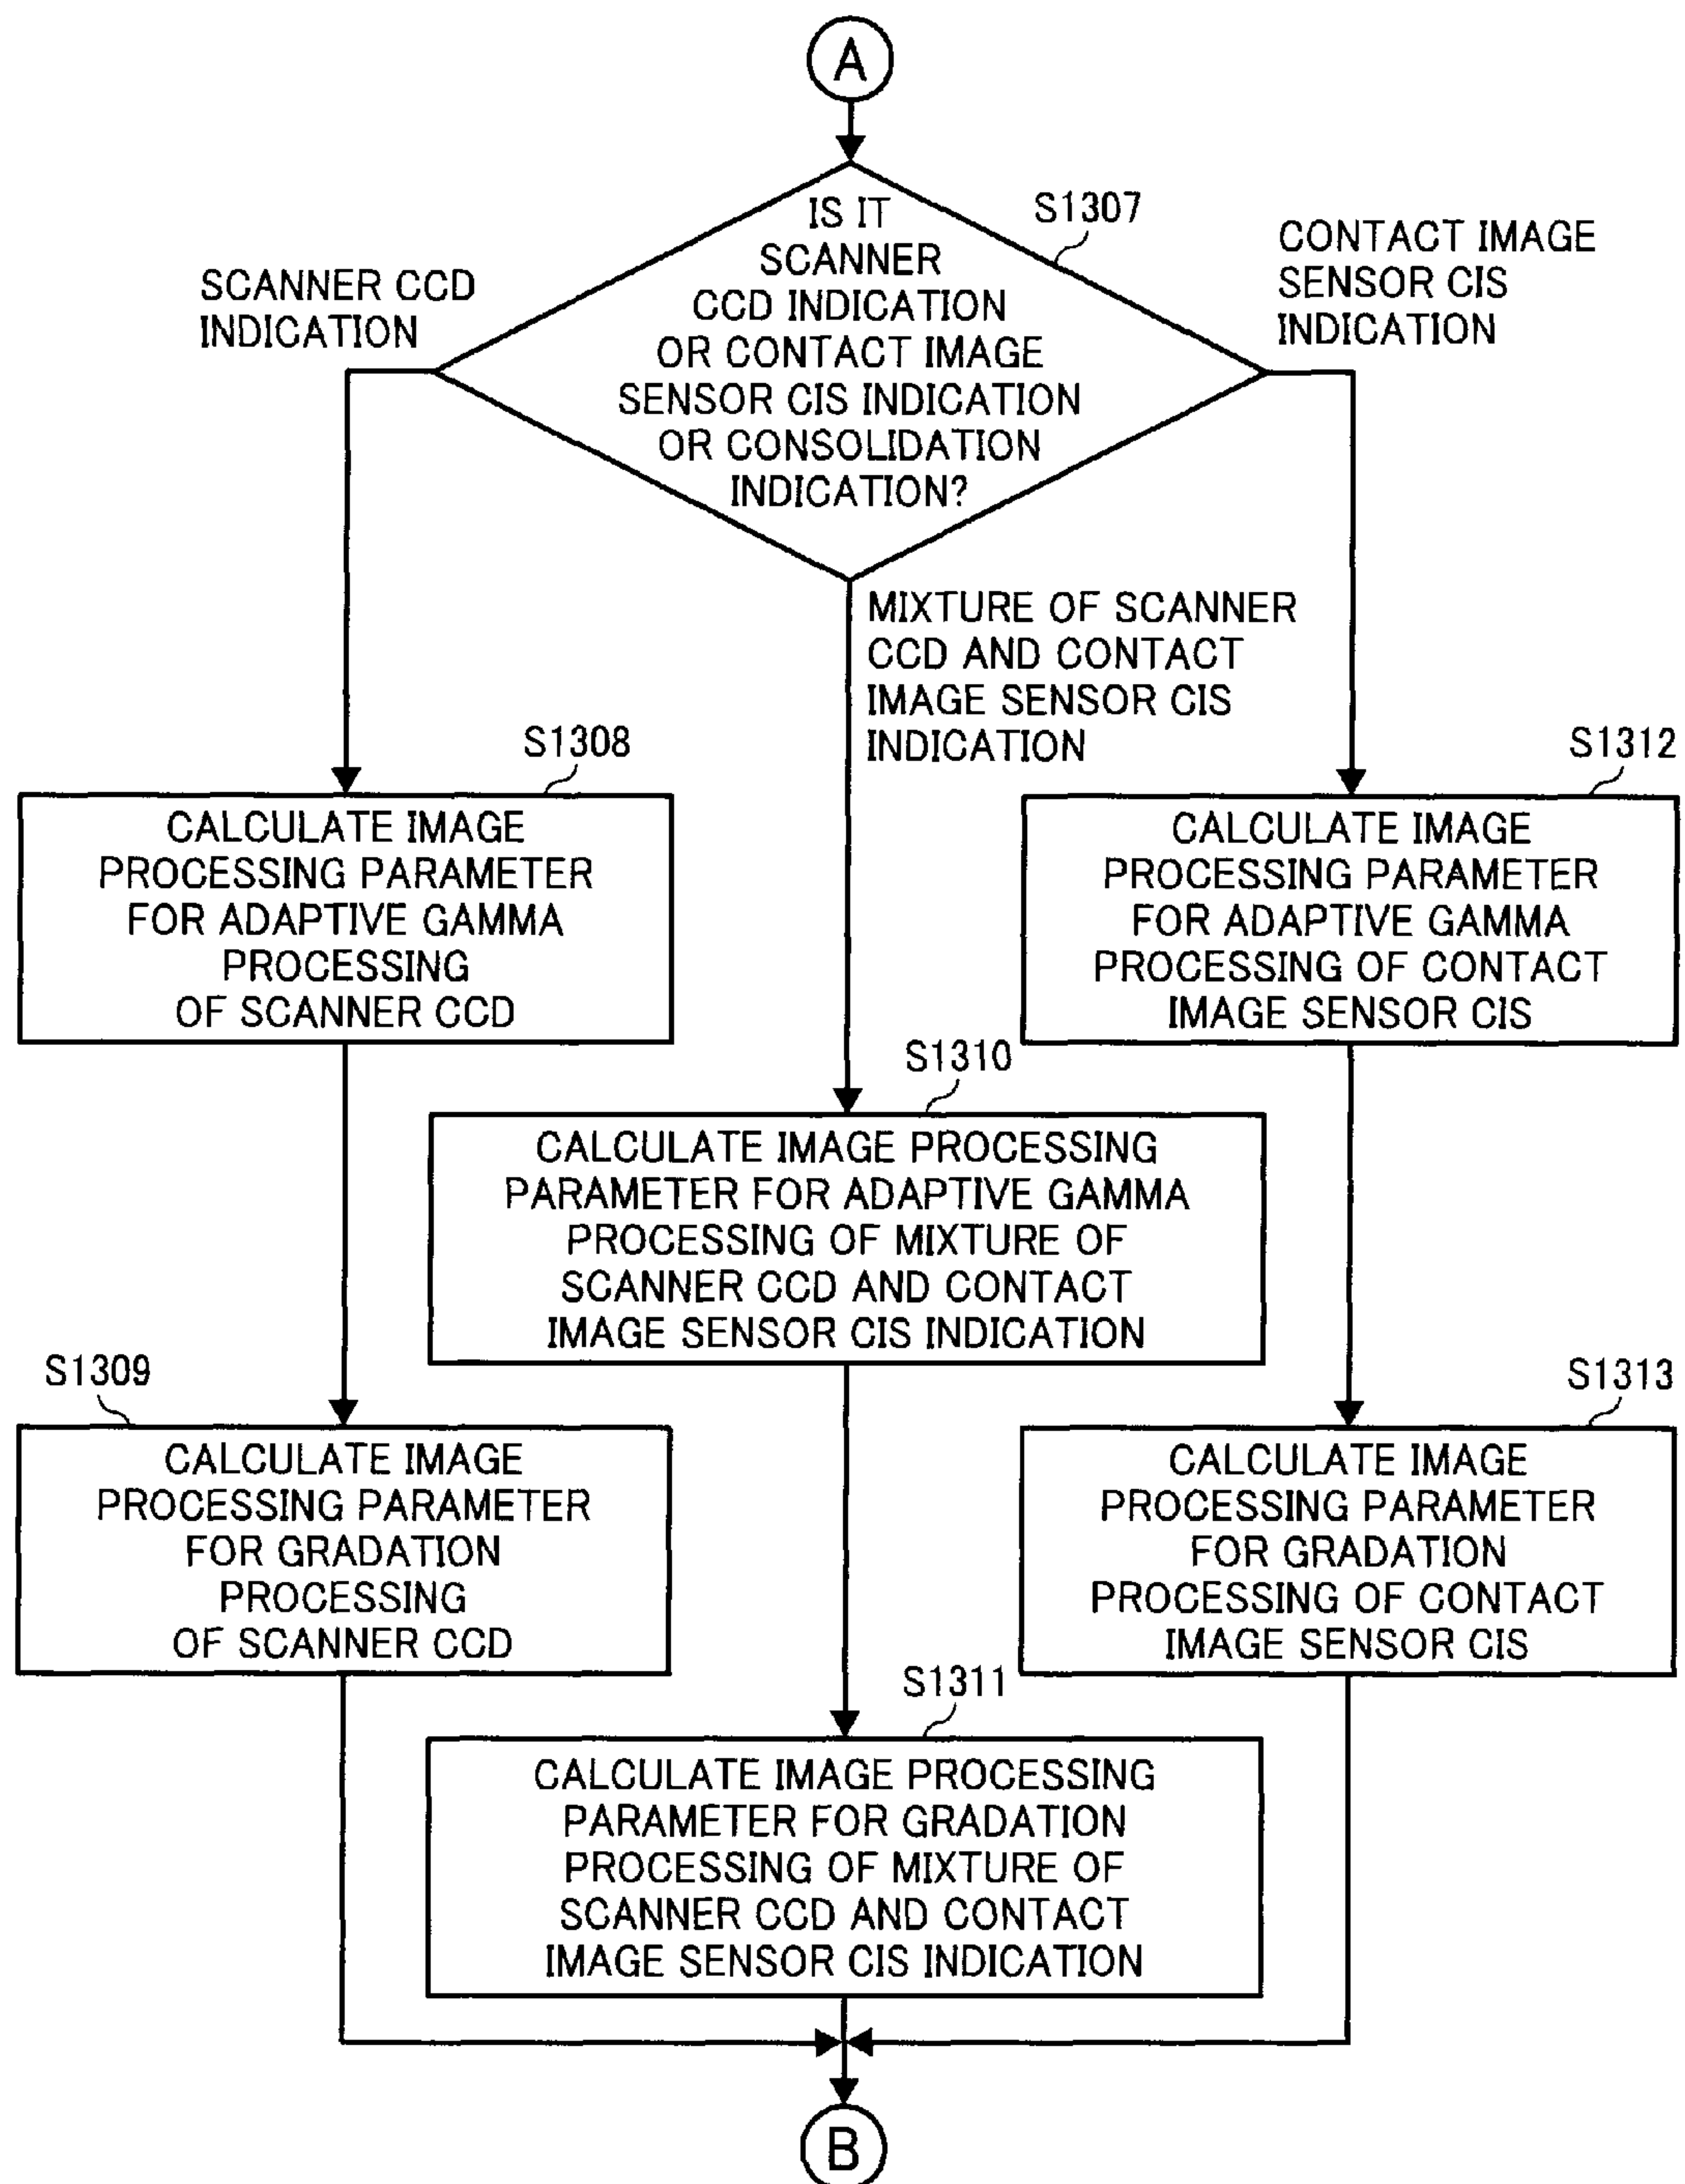 A
S1307
IS IT
SCANNER
CCD INDICATION
OR CONTACT IMAGE
SENSOR CIS INDICATION
OR CONSOLIDATION
INDICATION?
SCANNER CCD
INDICATION
CONTACT IMAGE
SENSOR CIS
INDICATION
MIXTURE OF SCANNER
CCD AND CONTACT
IMAGE SENSOR CIS
INDICATION
S1308
CALCULATE IMAGE
PROCESSING PARAMETER
FOR ADAPTIVE GAMMA
PROCESSING
OF SCANNER CCD
S1312
CALCULATE IMAGE
PROCESSING PARAMETER
FOR ADAPTIVE GAMMA
PROCESSING OF CONTACT
IMAGE SENSOR CIS
S1310
CALCULATE IMAGE PROCESSING
PARAMETER FOR ADAPTIVE GAMMA
PROCESSING OF MIXTURE OF
SCANNER CCD AND CONTACT
IMAGE SENSOR CIS INDICATION
S1309
CALCULATE IMAGE
PROCESSING PARAMETER
FOR GRADATION
PROCESSING
OF SCANNER CCD
S1313
CALCULATE IMAGE
PROCESSING PARAMETER
FOR GRADATION
PROCESSING OF CONTACT
IMAGE SENSOR CIS
S1311
CALCULATE IMAGE PROCESSING
PARAMETER FOR GRADATION
PROCESSING OF MIXTURE OF
SCANNER CCD AND CONTACT
IMAGE SENSOR CIS INDICATION
B